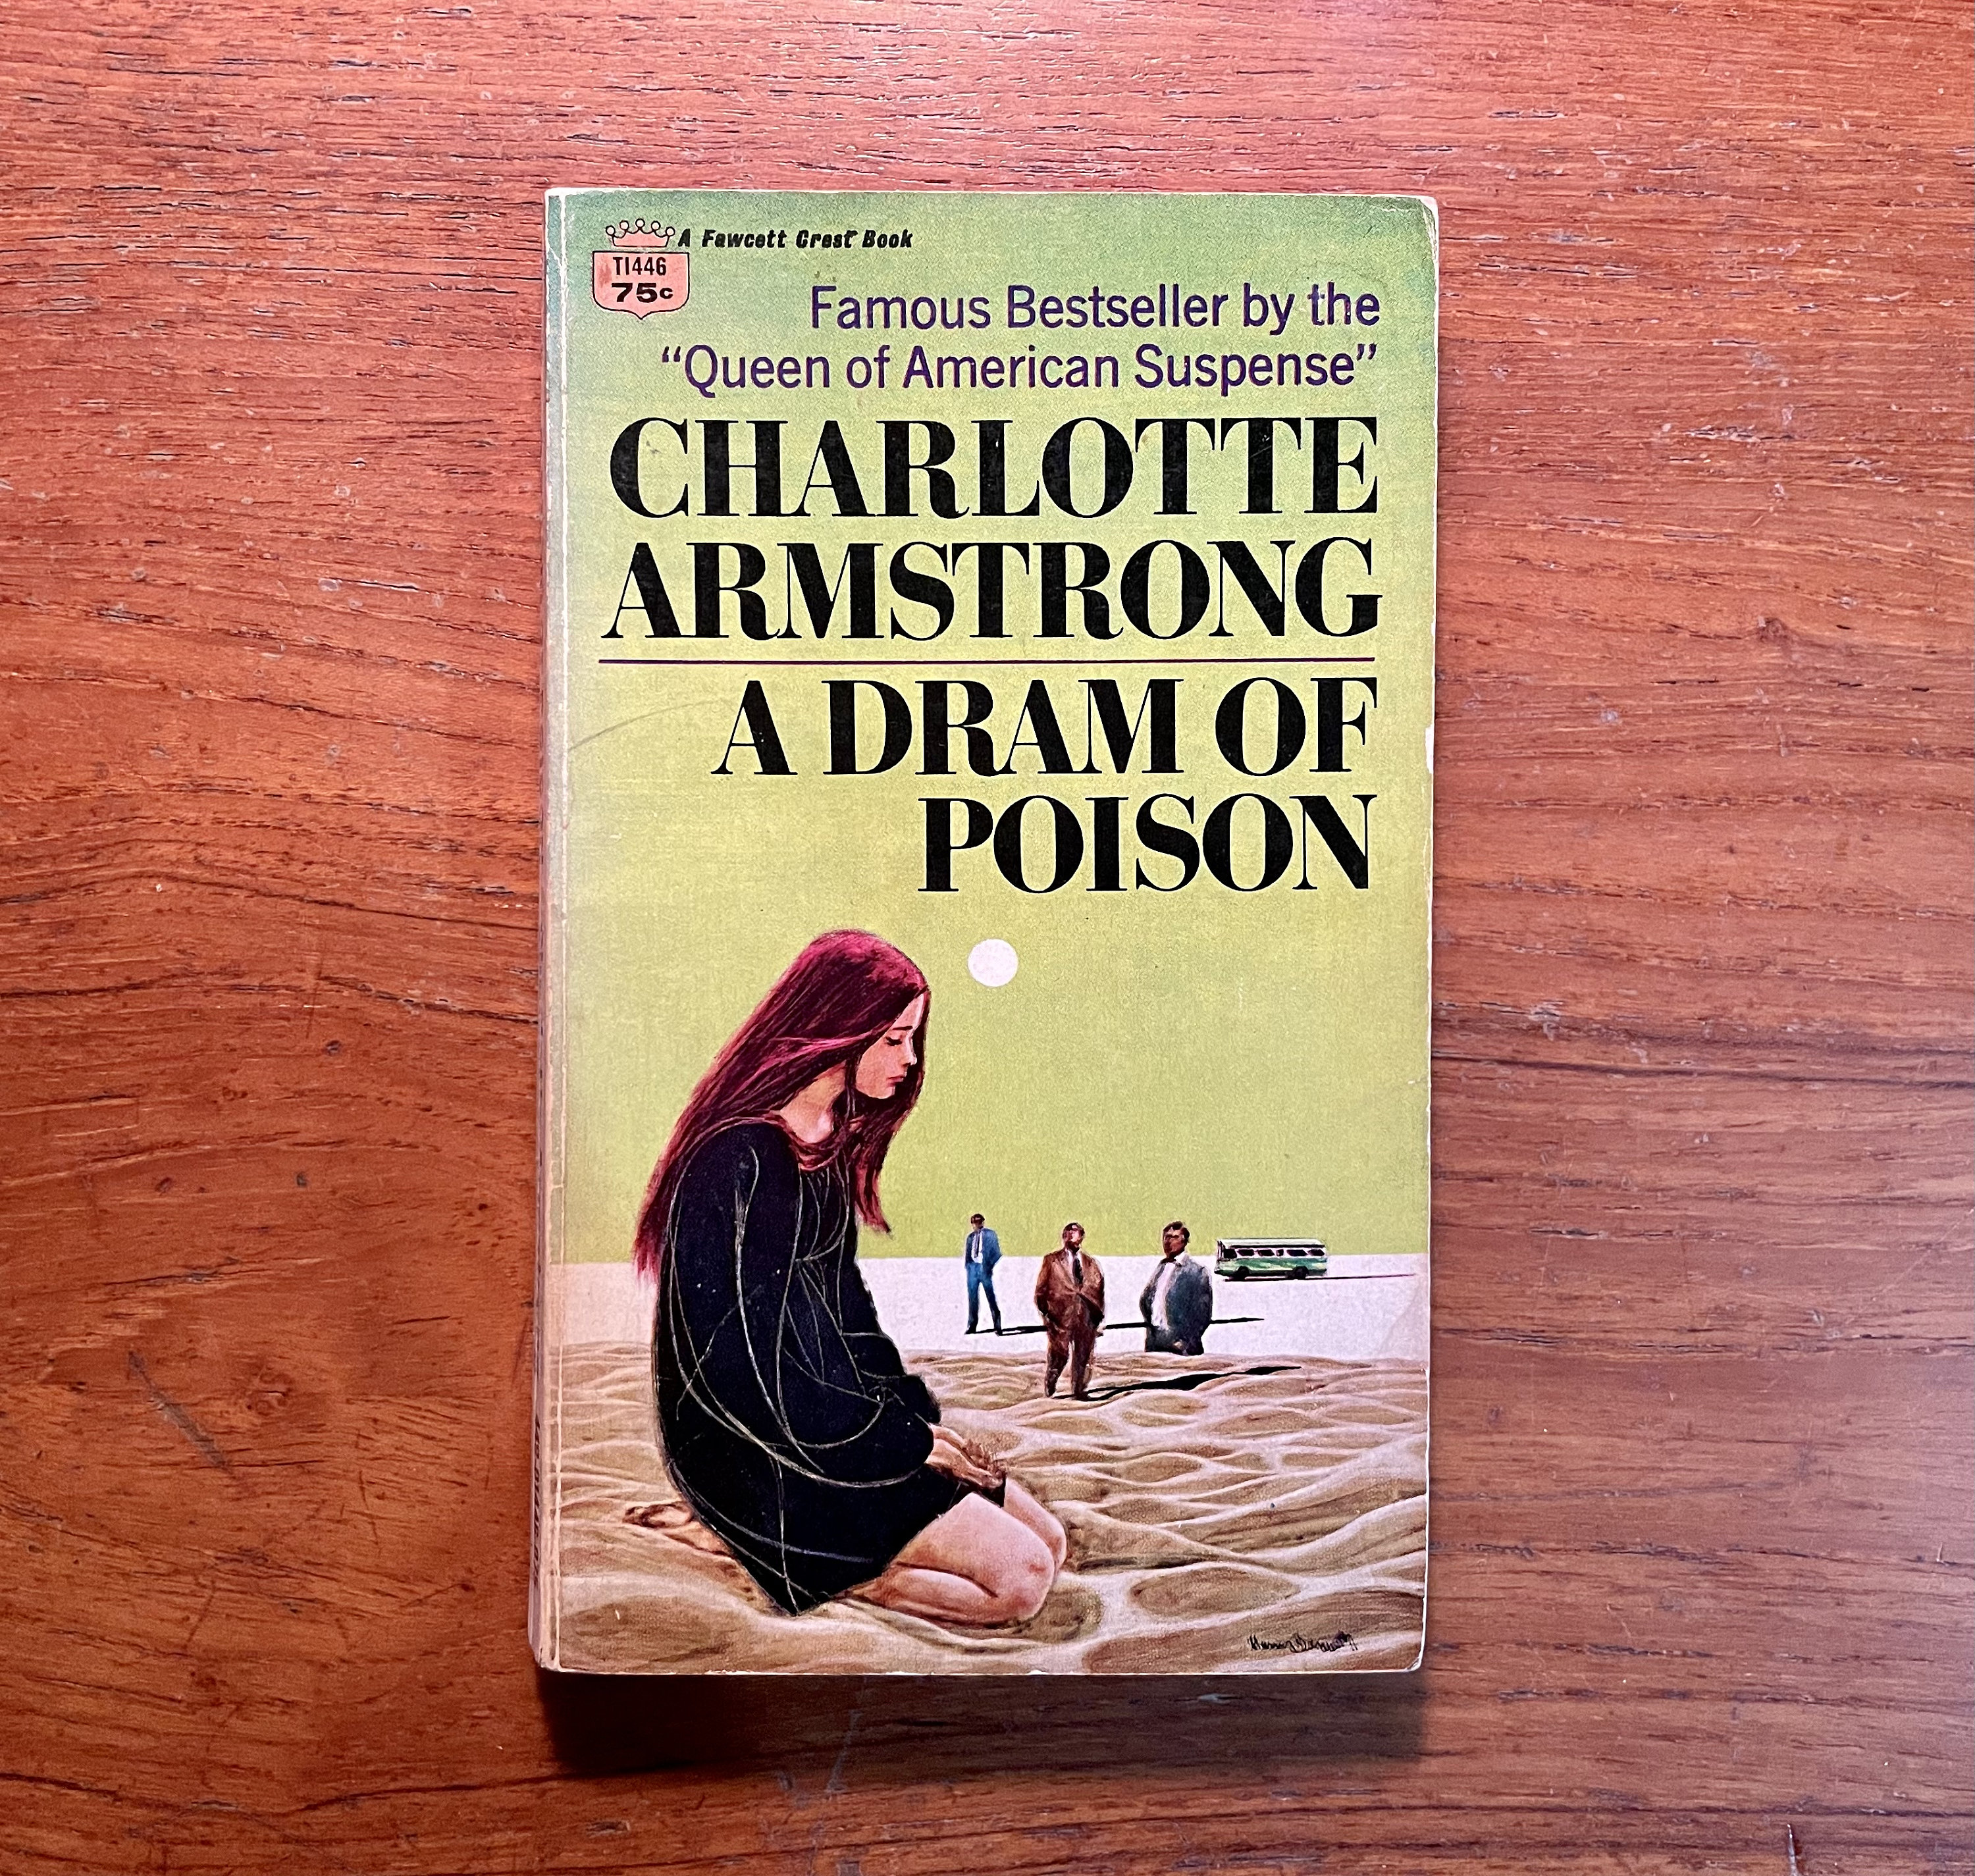 A Fawcett Crest Book
T1446
75c
Famous Bestseller by the
"Queen of American Suspense"
CHARLOTTE
ARMSTRONG
A DRAM OF
POISON